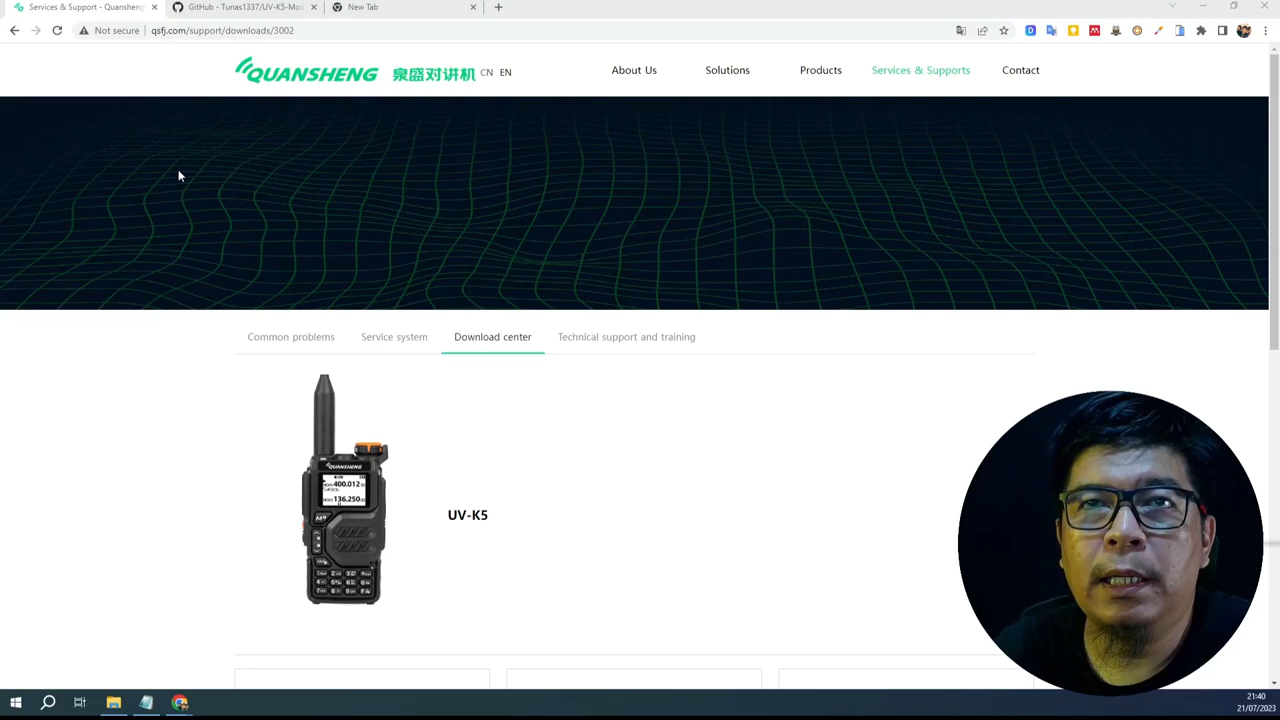 Services & Support - Quansheng
GitHub - Tunas1337/UV-K5-Mod
New Tab
Not secure
qsfj.com/support/downloads/3002
QUANSHENG 泉盛对讲机 CN EN
About Us
Solutions
Products
Services & Supports
Contact
Common problems
Service system
Download center
Technical support and training
QUANSHENG
400.012
136.250
UV-K5
21:40
21/07/2023